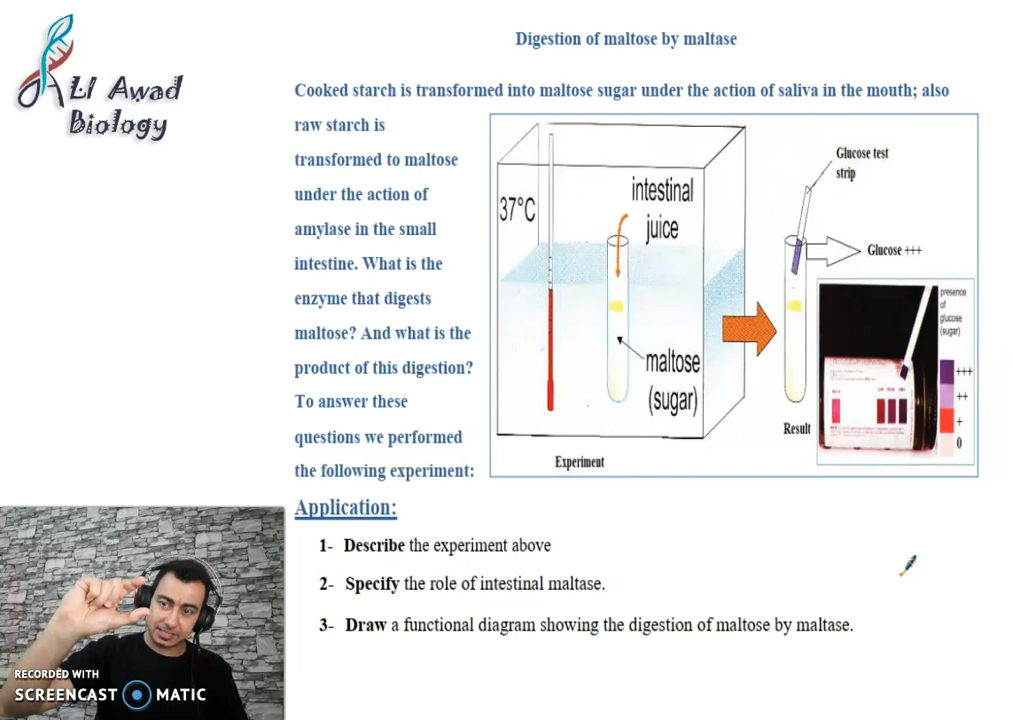 ALI Awad
Biology
Digestion of maltose by maltase
Cooked starch is transformed into maltose sugar under the action of saliva in the mouth; also
raw starch is
transformed to maltose
under the action of
amylase in the small
intestine. What is the
enzyme that digests
maltose? And what is the
product of this digestion?
To answer these
questions we performed
the following experiment:
37°C
intestinal
juice
maltose
(sugar)
Experiment
Glucose test
strip
Glucose +++
Result
presence
of
glucose
(sugar)
+++
++
+
0
Application:
1- Describe the experiment above
2- Specify the role of intestinal maltase.
3- Draw a functional diagram showing the digestion of maltose by maltase.
RECORDED WITH
SCREENCAST MATIC